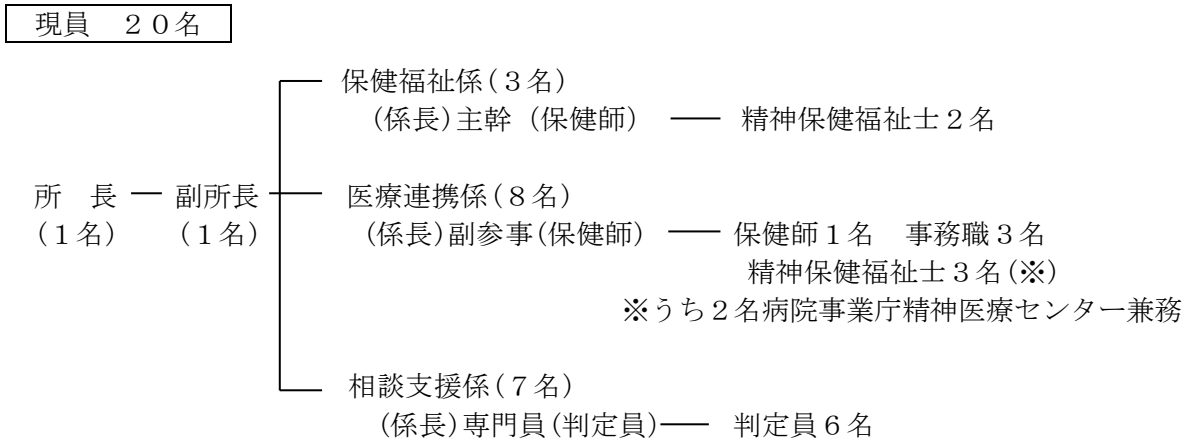 現員　２０名
保健福祉係(３名)
(係長)主幹（保健師） ── 精神保健福祉士２名
所　長 ─ 副所長 ── 医療連携係(８名)
(１名)　(１名)　(係長)副参事(保健師) ── 保健師１名　事務職３名
精神保健福祉士３名(※)
※うち２名病院事業庁精神医療センター兼務
相談支援係(７名)
(係長)専門員(判定員)── 判定員６名